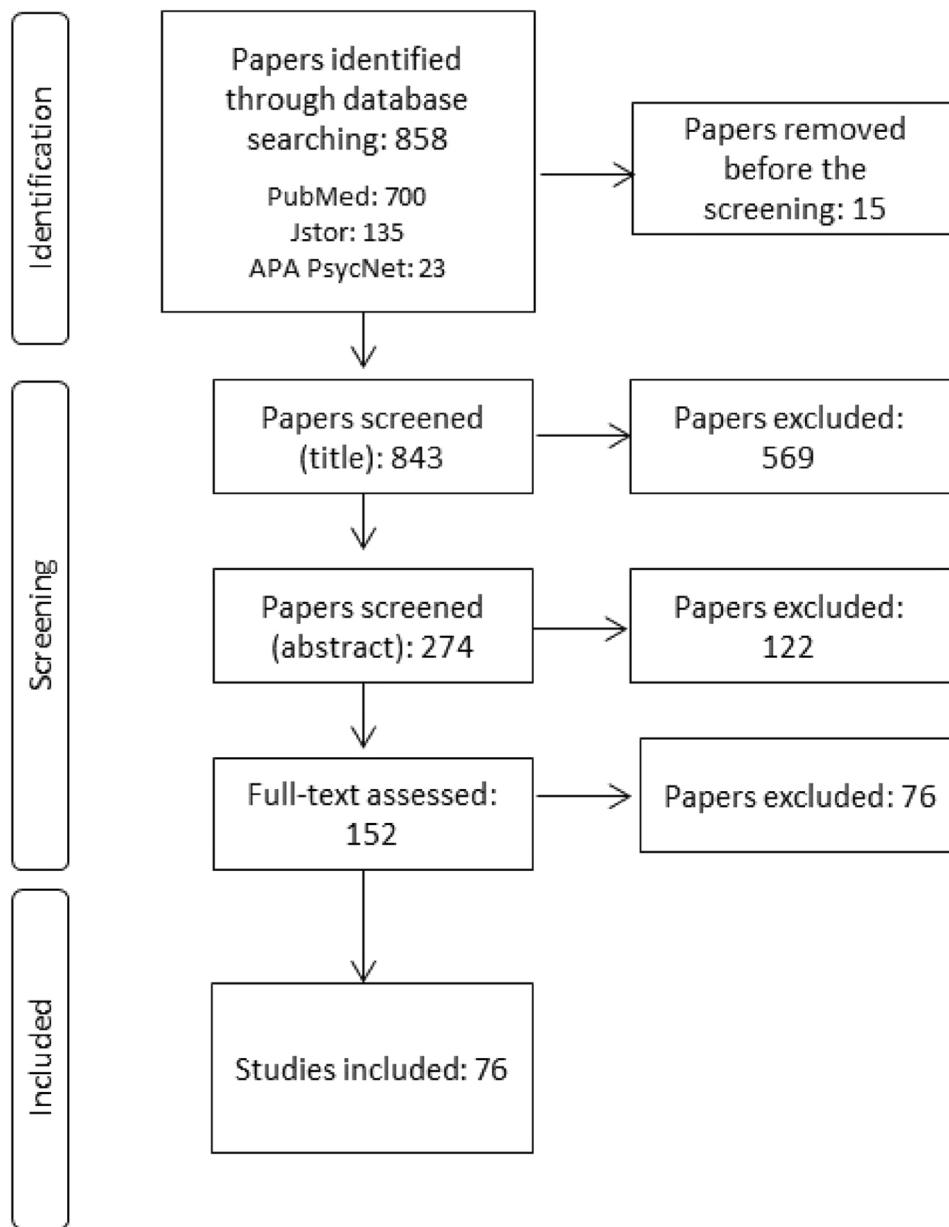 Identification
Papers identified
through database
searching: 858
PubMed: 700
Jstor: 135
APA PsycNet: 23
Papers removed
before the
screening: 15
Screening
Papers screened
(title): 843
Papers excluded:
569
Papers screened
(abstract): 274
Papers excluded:
122
Full-text assessed:
152
Papers excluded: 76
Included
Studies included: 76